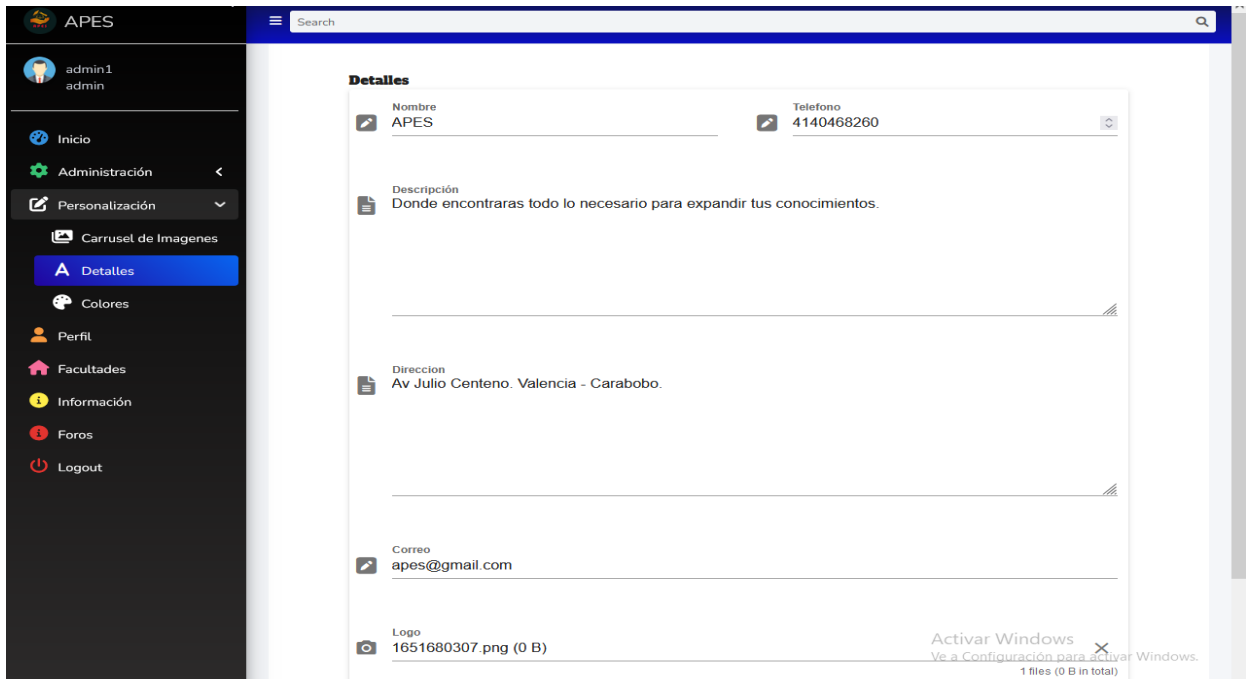 APES
Search
admin1
admin
Inicio
Administración
Personalización
Carrusel de Imagenes
Detalles
Colores
Perfil
Facultades
Información
Foros
Logout
Detalles
Nombre
APES
Telefono
4140468260
Descripción
Donde encontraras todo lo necesario para expandir tus conocimientos.
Direccion
Av Julio Centeno. Valencia - Carabobo.
Correo
apes@gmail.com
Logo
1651680307.png (0 B)
Activar Windows
Ve a Configuración para activar Windows.
1 files (0 B in total)